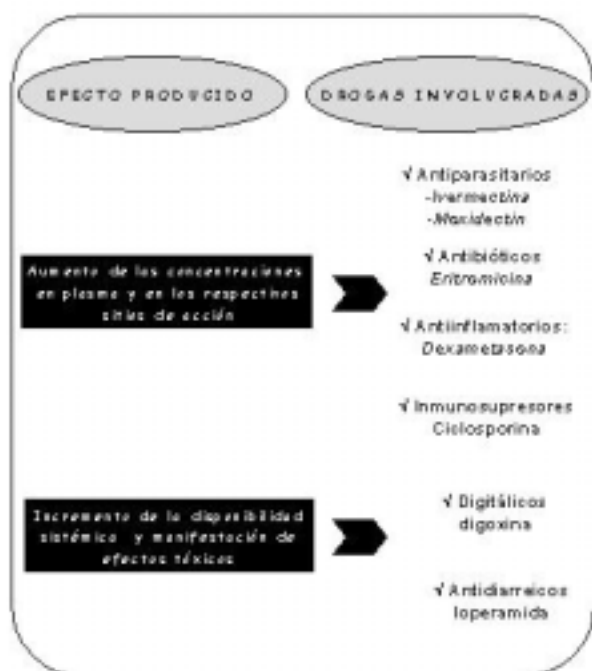 EFECTO PRODUCIDO
DROGAS INVOLUCRADAS
√ Antiparasitarios
-Ivermectina
-Moxidectin
Aumento de las concentraciones
en plasma y en los respectivos
sitios de acción
√ Antibióticos
Eritromicina
√ Antiinflamatorios:
Dexametasona
√ Inmunosupresores
Ciclosporina
Incremento de la disponibilidad
sistémica y manifestación de
efectos tóxicos
√ Digitálicos
digoxina
√ Antidiarreicos
loperamida